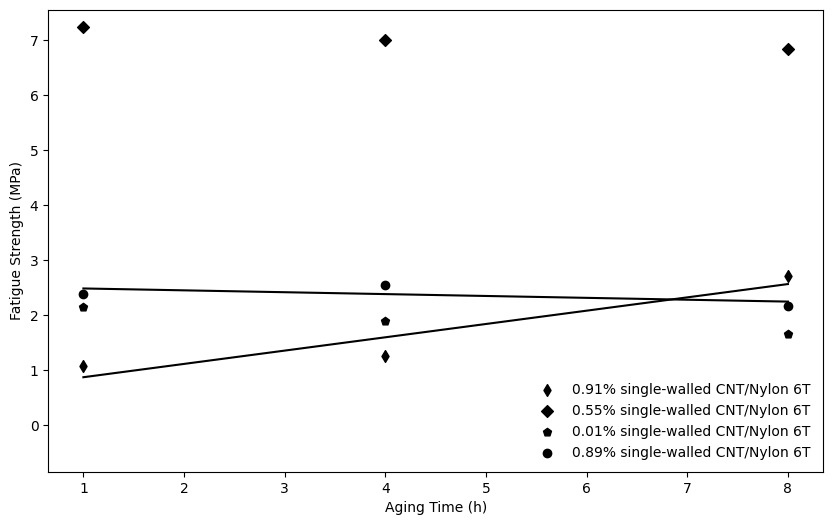 7
6
5
4
3
2
1
0
Fatigue Strength (MPa)
0.91% single-walled CNT/Nylon 6T
0.55% single-walled CNT/Nylon 6T
0.01% single-walled CNT/Nylon 6T
0.89% single-walled CNT/Nylon 6T
1 2 3 4 5 6 7 8
Aging Time (h)